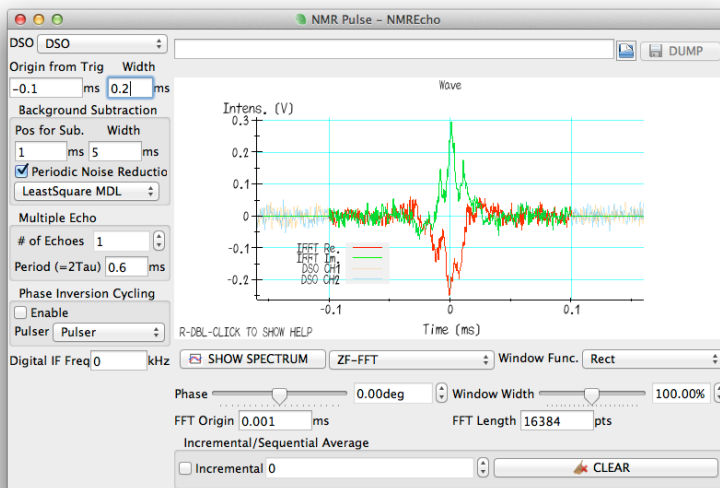 NMR Pulse – NMREcho
DSO DSO
DUMP
Origin from Trig Width
-0.1 ms 0.2 ms
Background Subtraction
Pos for Sub. Width
1 ms 5 ms
Periodic Noise Reductio
LeastSquare MDL
Multiple Echo
# of Echoes 1
Period (=2Tau) 0.6 ms
Phase Inversion Cycling
Enable
Pulser Pulser
Digital IF Freq 0 kHz
Wave
Intens. (V)
0.3
0.2
0.1
0
-0.1
-0.2
IFFT Re.
IFFT Im.
DSO CH1
DSO CH2
-0.1 0 0.1
R-DBL-CLICK TO SHOW HELP
Time (ms)
SHOW SPECTRUM ZF-FFT Window Func. Rect
Phase 0.00deg Window Width 100.00%
FFT Origin 0.001 ms FFT Length 16384 pts
Incremental/Sequential Average
Incremental 0 CLEAR